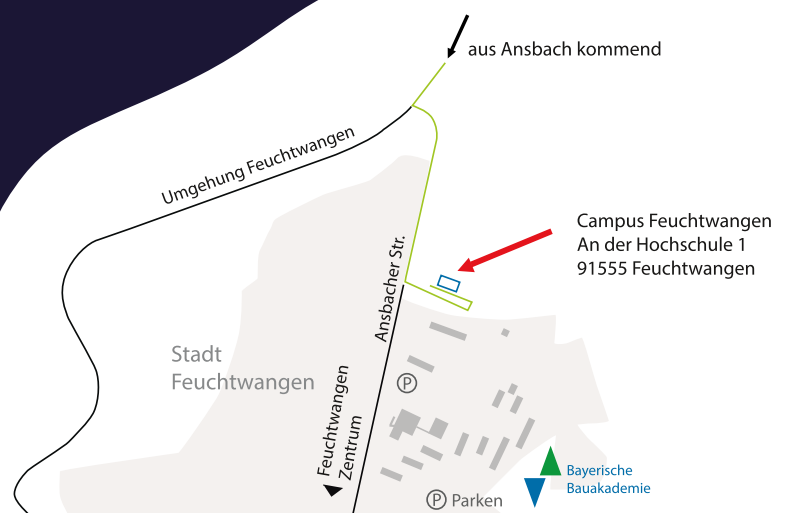 aus Ansbach kommend
Umgehung Feuchtwangen
Campus Feuchtwangen
An der Hochschule 1
91555 Feuchtwangen
Ansbacher Str.
Stadt
Feuchtwangen
P
Feuchtwangen
Zentrum
Bayerische
Bauakademie
P Parken